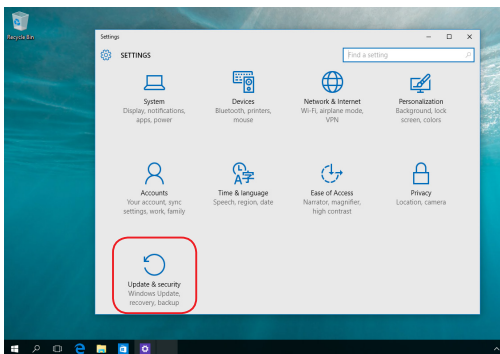 Recycle Bin
Settings
SETTINGS
Find a setting
System
Display, notifications,
apps, power
Devices
Bluetooth, printers,
mouse
Network & Internet
Wi-Fi, airplane mode,
VPN
Personalization
Background, lock
screen, colors
Accounts
Your account, sync
settings, work, family
Time & language
Speech, region, date
Ease of Access
Narrator, magnifier,
high contrast
Privacy
Location, camera
Update & security
Windows Update,
recovery, backup